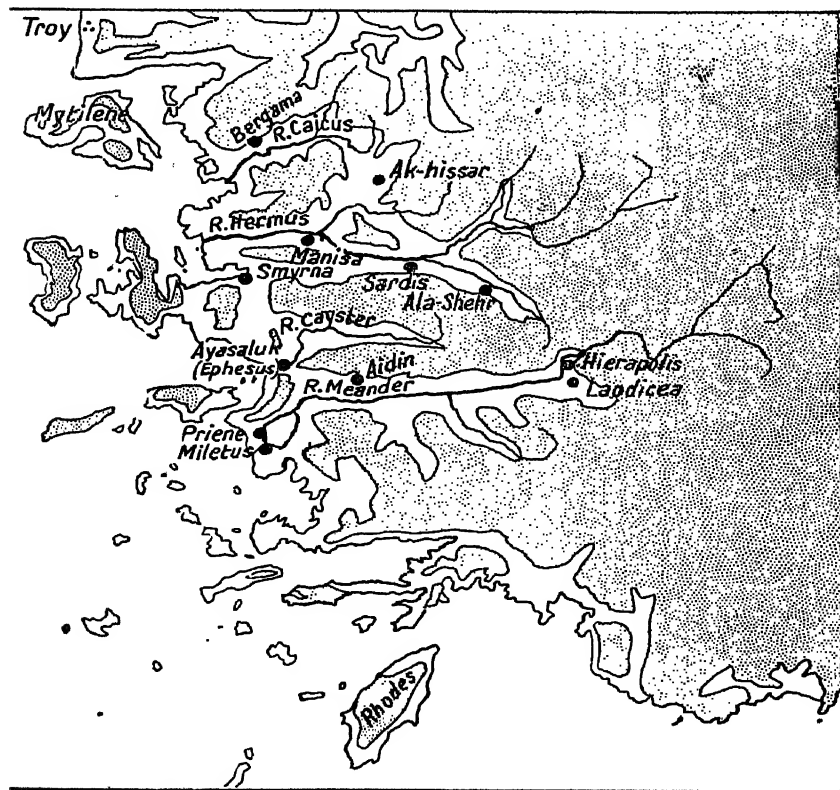 Troy
Mytilene
Bergama
R.Caicus
Ak-hissar
R.Hermus
Manisa
Smyrna
Sardis
Ala-Shehr
R.Cayster
Ayasaluk
(Ephesus)
Aidin
R.Meander
Hierapolis
Laodicea
Priene
Miletus
Rhodes